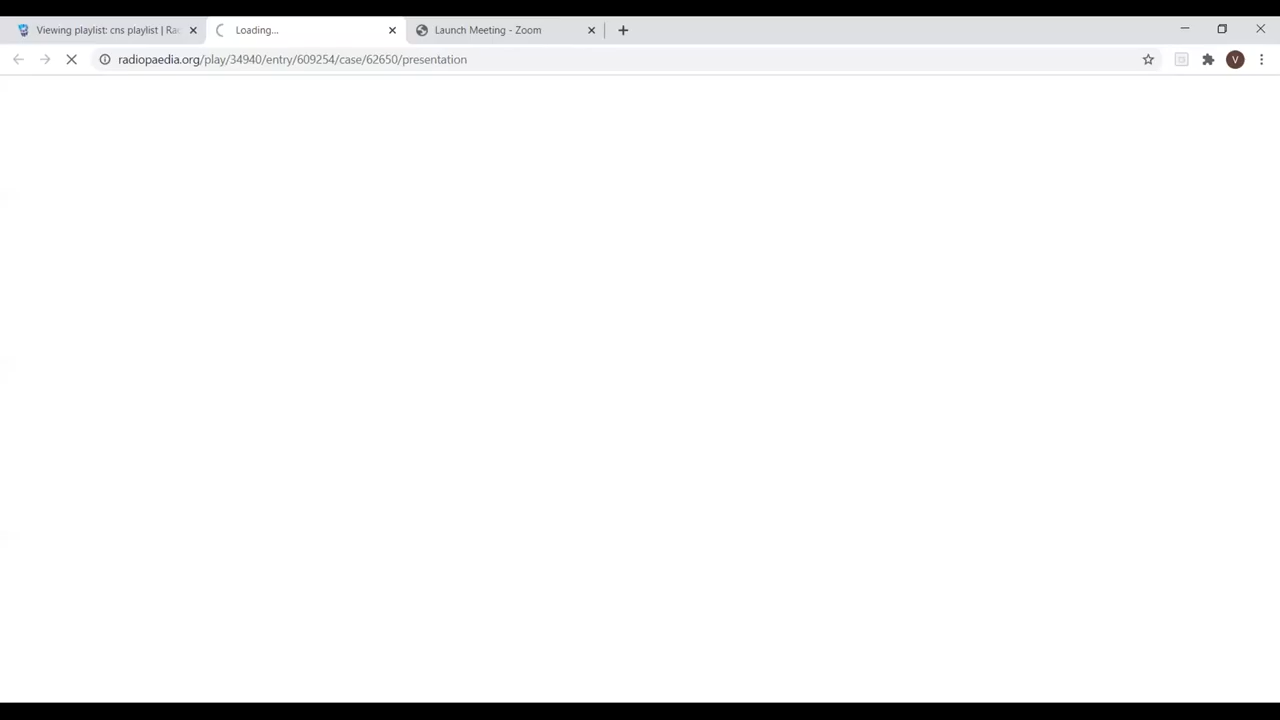 Viewing playlist: cns playlist | Ra
Loading...
Launch Meeting - Zoom
radiopaedia.org/play/34940/entry/609254/case/62650/presentation
V